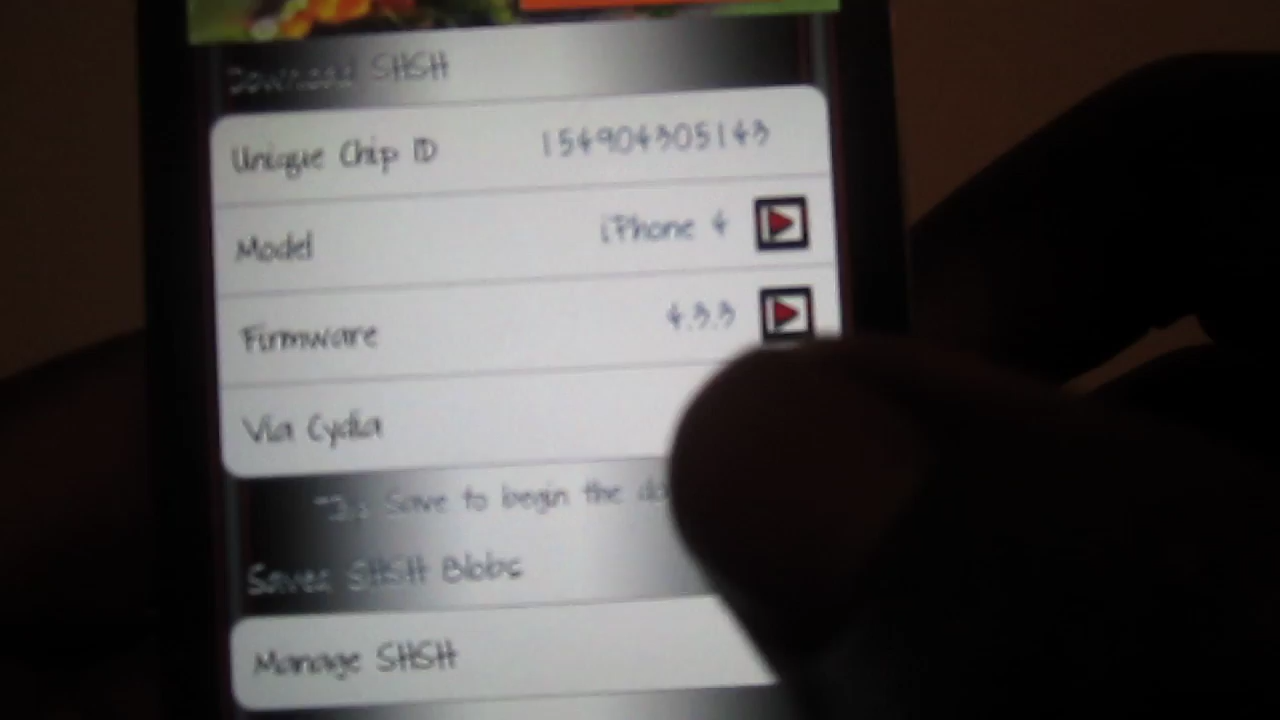 Download SHSH
Unique Chip ID 154904305143
Model iPhone 4
Firmware 4.3.3
Via Cydia
Save to begin the
Saved SHSH Blobs
Manage SHSH